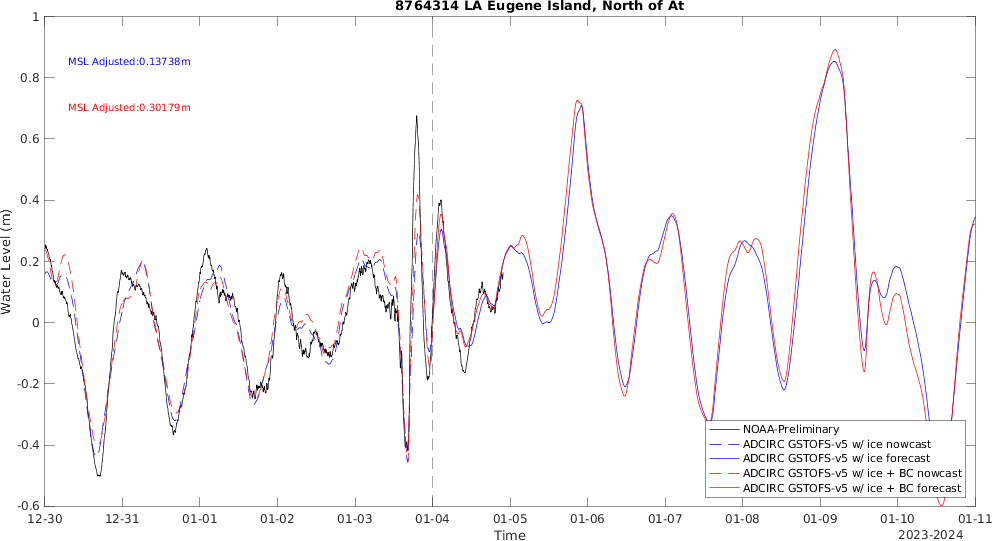 8764314 LA Eugene Island, North of At
MSL Adjusted:0.13738m
MSL Adjusted:0.30179m
Water Level (m)
1
0.8
0.6
0.4
0.2
0
-0.2
-0.4
-0.6
NOAA-Preliminary
ADCIRC GSTOFS-v5 w/ ice nowcast
ADCIRC GSTOFS-v5 w/ ice forecast
ADCIRC GSTOFS-v5 w/ ice + BC nowcast
ADCIRC GSTOFS-v5 w/ ice + BC forecast
12-30 12-31 01-01 01-02 01-03 01-04 01-05 01-06 01-07 01-08 01-09 01-10 01-11
Time
2023-2024